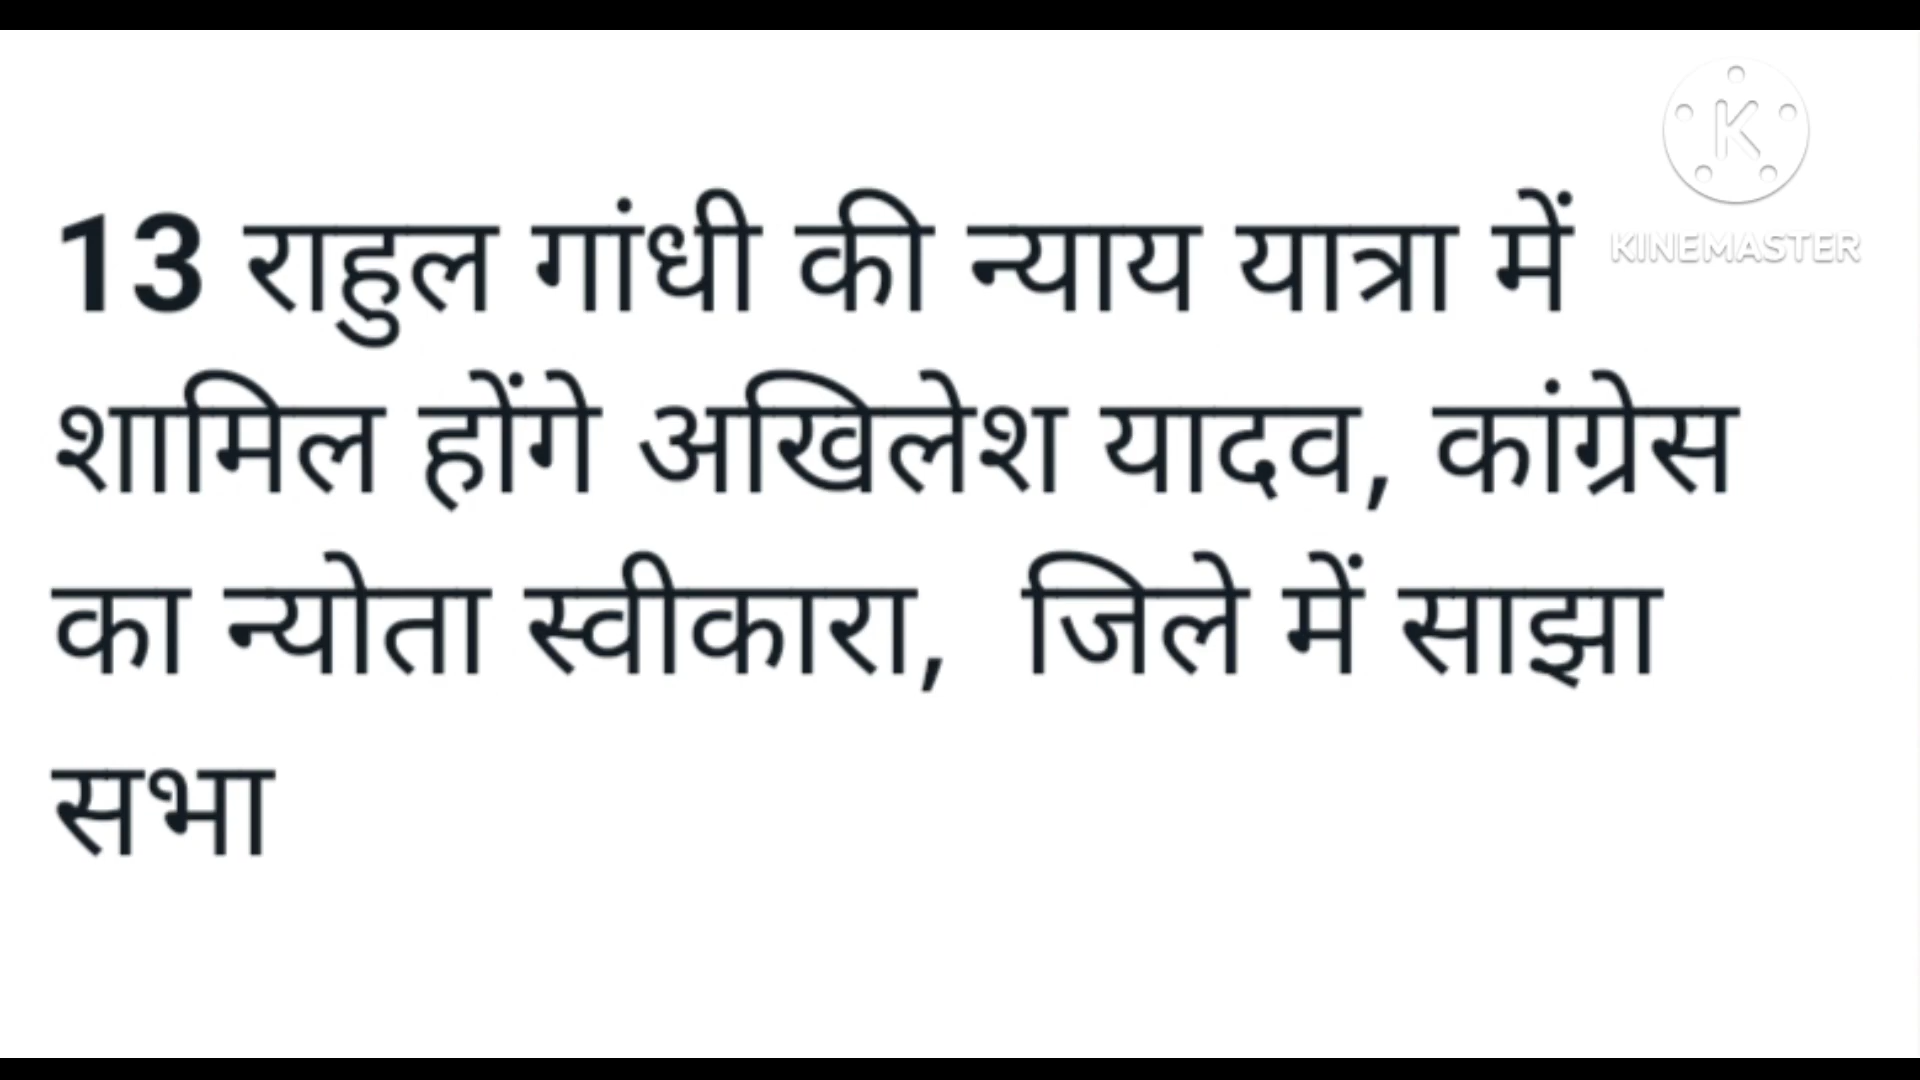 KINEMASTER
13 राहुल गांधी की न्याय यात्रा में
शामिल होंगे अखिलेश यादव, कांग्रेस
का न्योता स्वीकारा,  जिले में साझा
सभा